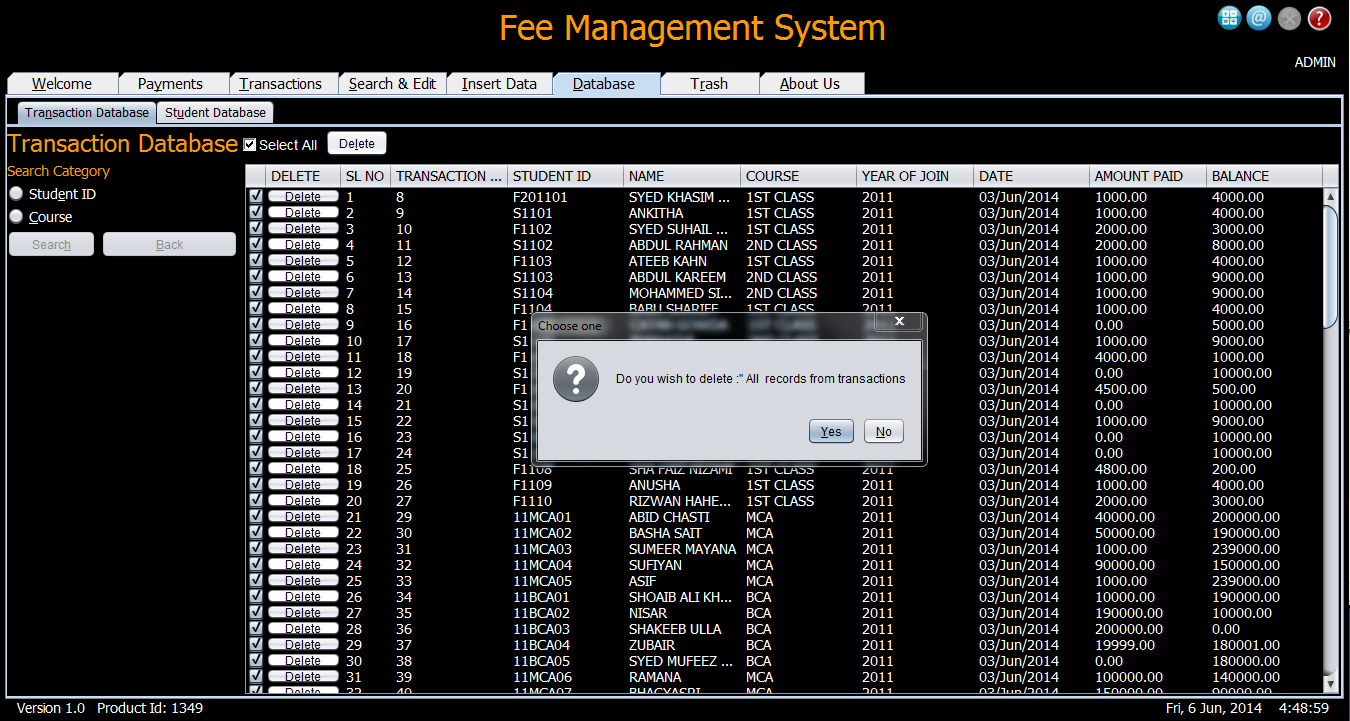 Fee Management System
ADMIN
Welcome Payments Transactions Search & Edit Insert Data Database Trash About Us
Transaction Database Student Database
Transaction Database Select All Delete
Search Category
Student ID
Course
Search Back
DELETE SL NO TRANSACTION ... STUDENT ID NAME COURSE YEAR OF JOIN DATE AMOUNT PAID BALANCE
Delete 1 8 F201101 SYED KHASIM ... 1ST CLASS 2011 03/Jun/2014 1000.00 4000.00
Delete 2 9 S1101 ANKITHA 1ST CLASS 2011 03/Jun/2014 1000.00 4000.00
Delete 3 10 F1102 SYED SUHAIL ... 1ST CLASS 2011 03/Jun/2014 2000.00 3000.00
Delete 4 11 S1102 ABDUL RAHMAN 2ND CLASS 2011 03/Jun/2014 2000.00 8000.00
Delete 5 12 F1103 ATEEB KAHN 1ST CLASS 2011 03/Jun/2014 1000.00 4000.00
Delete 6 13 S1103 ABDUL KAREEM 2ND CLASS 2011 03/Jun/2014 1000.00 9000.00
Delete 7 14 S1104 MOHAMMED SI... 2ND CLASS 2011 03/Jun/2014 1000.00 9000.00
Delete 8 15 F1104 BABU SHARIEF 1ST CLASS 2011 03/Jun/2014 1000.00 4000.00
Delete 9 16 F1 03/Jun/2014 0.00 5000.00
Delete 10 17 S1 03/Jun/2014 1000.00 9000.00
Delete 11 18 F1 03/Jun/2014 4000.00 1000.00
Delete 12 19 S1 03/Jun/2014 0.00 10000.00
Delete 13 20 F1 03/Jun/2014 4500.00 500.00
Delete 14 21 S1 03/Jun/2014 0.00 10000.00
Delete 15 22 S1 03/Jun/2014 1000.00 9000.00
Delete 16 23 S1 03/Jun/2014 0.00 10000.00
Delete 17 24 S1 03/Jun/2014 0.00 10000.00
Choose one x
Do you wish to delete :" All records from transactions
Yes No
Delete 18 25 F1108 SHA FAIZ NIZAMI 1ST CLASS 2011 03/Jun/2014 4800.00 200.00
Delete 19 26 F1109 ANUSHA 1ST CLASS 2011 03/Jun/2014 1000.00 4000.00
Delete 20 27 F1110 RIZWAN HAHE... 1ST CLASS 2011 03/Jun/2014 2000.00 3000.00
Delete 21 29 11MCA01 ABID CHASTI MCA 2011 03/Jun/2014 40000.00 200000.00
Delete 22 30 11MCA02 BASHA SAIT MCA 2011 03/Jun/2014 50000.00 190000.00
Delete 23 31 11MCA03 SUMEER MAYANA MCA 2011 03/Jun/2014 1000.00 239000.00
Delete 24 32 11MCA04 SUFIYAN MCA 2011 03/Jun/2014 90000.00 150000.00
Delete 25 33 11MCA05 ASIF MCA 2011 03/Jun/2014 1000.00 239000.00
Delete 26 34 11BCA01 SHOAIB ALI KH... BCA 2011 03/Jun/2014 10000.00 190000.00
Delete 27 35 11BCA02 NISAR BCA 2011 03/Jun/2014 190000.00 10000.00
Delete 28 36 11BCA03 SHAKEEB ULLA BCA 2011 03/Jun/2014 200000.00 0.00
Delete 29 37 11BCA04 ZUBAIR BCA 2011 03/Jun/2014 19999.00 180001.00
Delete 30 38 11BCA05 SYED MUFEEZ ... BCA 2011 03/Jun/2014 0.00 180000.00
Delete 31 39 11MCA06 RAMANA MCA 2011 03/Jun/2014 100000.00 140000.00
Delete 32 40 11MCA07 BHAGYASRI MCA 2011 03/Jun/2014 150000.00 90000.00
Version 1.0 Product Id: 1349 Fri, 6 Jun, 2014 4:48:59